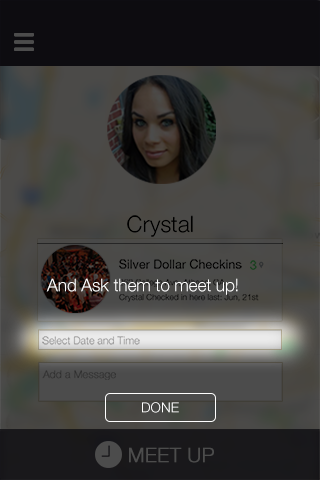 Crystal
Silver Dollar Checkins 3
And Ask them to meet up!
Crystal Checked in here last: Jun, 21st
Select Date and Time
Add a Message
DONE
MEET UP